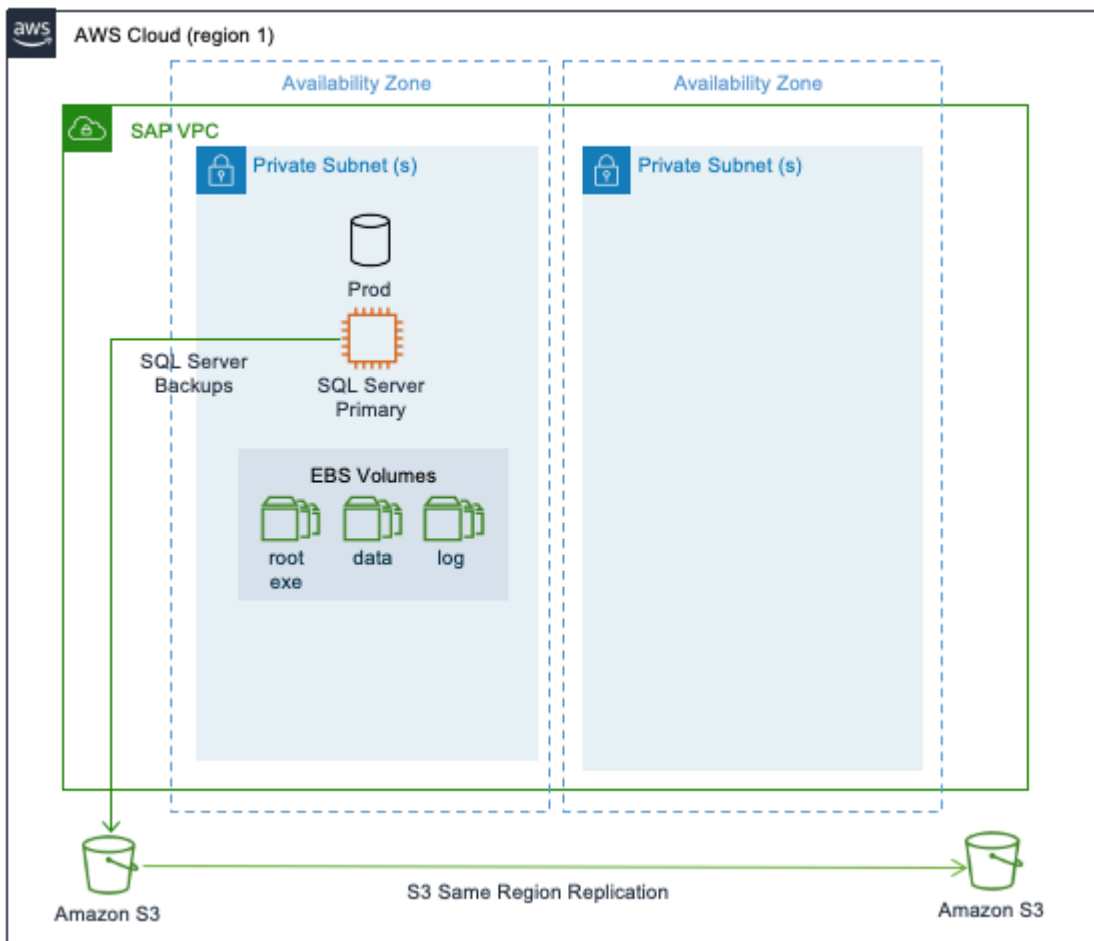 aws
AWS Cloud (region 1)
Availability Zone
Availability Zone
SAP VPC
Private Subnet (s)
Private Subnet (s)
Prod
SQL Server
Backups
SQL Server
Primary
EBS Volumes
root
exe
data
log
S3 Same Region Replication
Amazon S3
Amazon S3